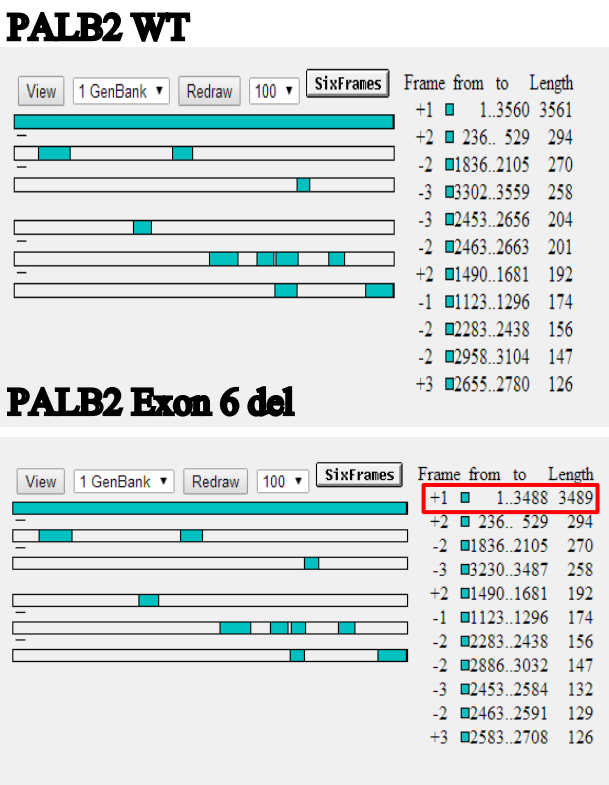 PALB2 WT
View 1 GenBank ▼ Redraw 100 ▼ SixFrames
Frame from to Length
+1 1..3560 3561
+2 236.. 529 294
-2 1836..2105 270
-3 3302..3559 258
-3 2453..2656 204
-2 2463..2663 201
+2 1490..1681 192
-1 1123..1296 174
-2 2283..2438 156
-2 2958..3104 147
+3 2655..2780 126
PALB2 Exon 6 del
View 1 GenBank ▼ Redraw 100 ▼ SixFrames
Frame from to Length
+1 1..3488 3489
+2 236.. 529 294
-2 1836..2105 270
-3 3230..3487 258
+2 1490..1681 192
-1 1123..1296 174
-2 2283..2438 156
-2 2886..3032 147
-3 2453..2584 132
-2 2463..2591 129
+3 2583..2708 126